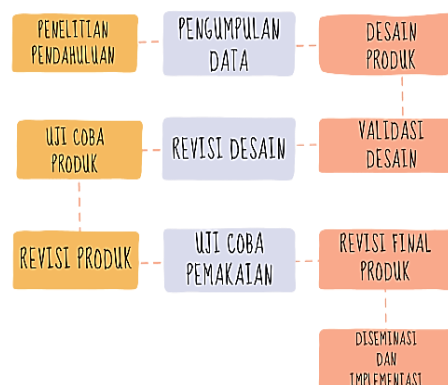 PENELITIAN
PENDAHULUAN
PENGUMPULAN
DATA
DESAIN
PRODUK
UJI COBA
PRODUK
REVISI DESAIN
VALIDASI
DESAIN
REVISI PRODUK
UJI COBA
PEMAKAIAN
REVISI FINAL
PRODUK
DISEMINASI
DAN
IMPLEMENTASI